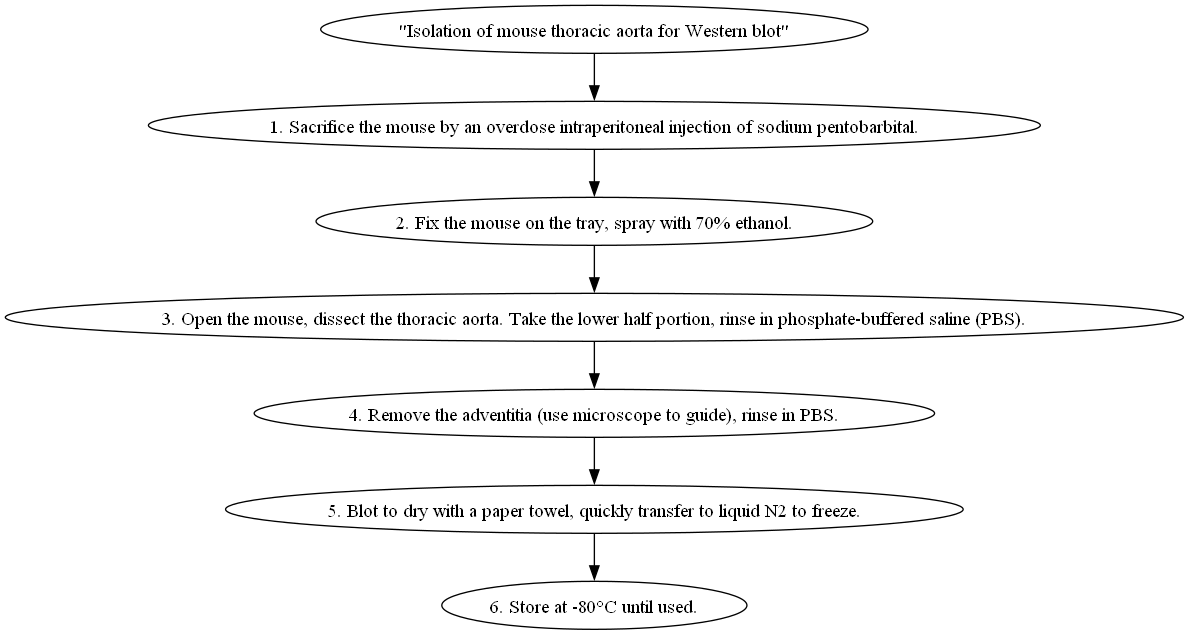 "Isolation of mouse thoracic aorta for Western blot"
1. Sacrifice the mouse by an overdose intraperitoneal injection of sodium pentobarbital.
2. Fix the mouse on the tray, spray with 70% ethanol.
3. Open the mouse, dissect the thoracic aorta. Take the lower half portion, rinse in phosphate-buffered saline (PBS).
4. Remove the adventitia (use microscope to guide), rinse in PBS.
5. Blot to dry with a paper towel, quickly transfer to liquid N2 to freeze.
6. Store at -80°C until used.